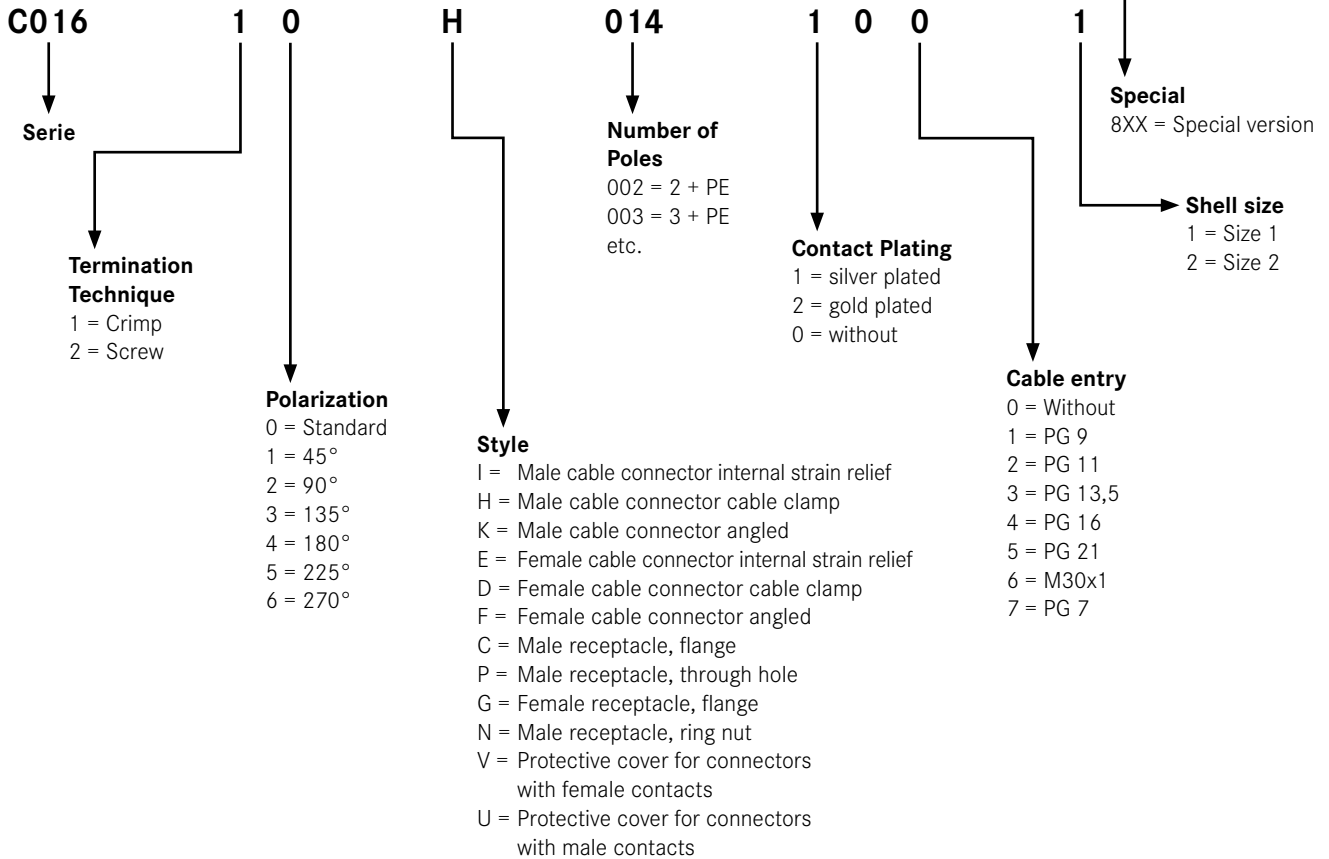 C016 1 0 H 014 1 0 0 1
Serie
Termination
Technique
1 = Crimp
2 = Screw
Polarization
0 = Standard
1 = 45°
2 = 90°
3 = 135°
4 = 180°
5 = 225°
6 = 270°
Style
I = Male cable connector internal strain relief
H = Male cable connector cable clamp
K = Male cable connector angled
E = Female cable connector internal strain relief
D = Female cable connector cable clamp
F = Female cable connector angled
C = Male receptacle, flange
P = Male receptacle, through hole
G = Female receptacle, flange
N = Male receptacle, ring nut
V = Protective cover for connectors
with female contacts
U = Protective cover for connectors
with male contacts
Number of
Poles
002 = 2 + PE
003 = 3 + PE
etc.
Contact Plating
1 = silver plated
2 = gold plated
0 = without
Cable entry
0 = Without
1 = PG 9
2 = PG 11
3 = PG 13,5
4 = PG 16
5 = PG 21
6 = M30x1
7 = PG 7
Shell size
1 = Size 1
2 = Size 2
Special
8XX = Special version